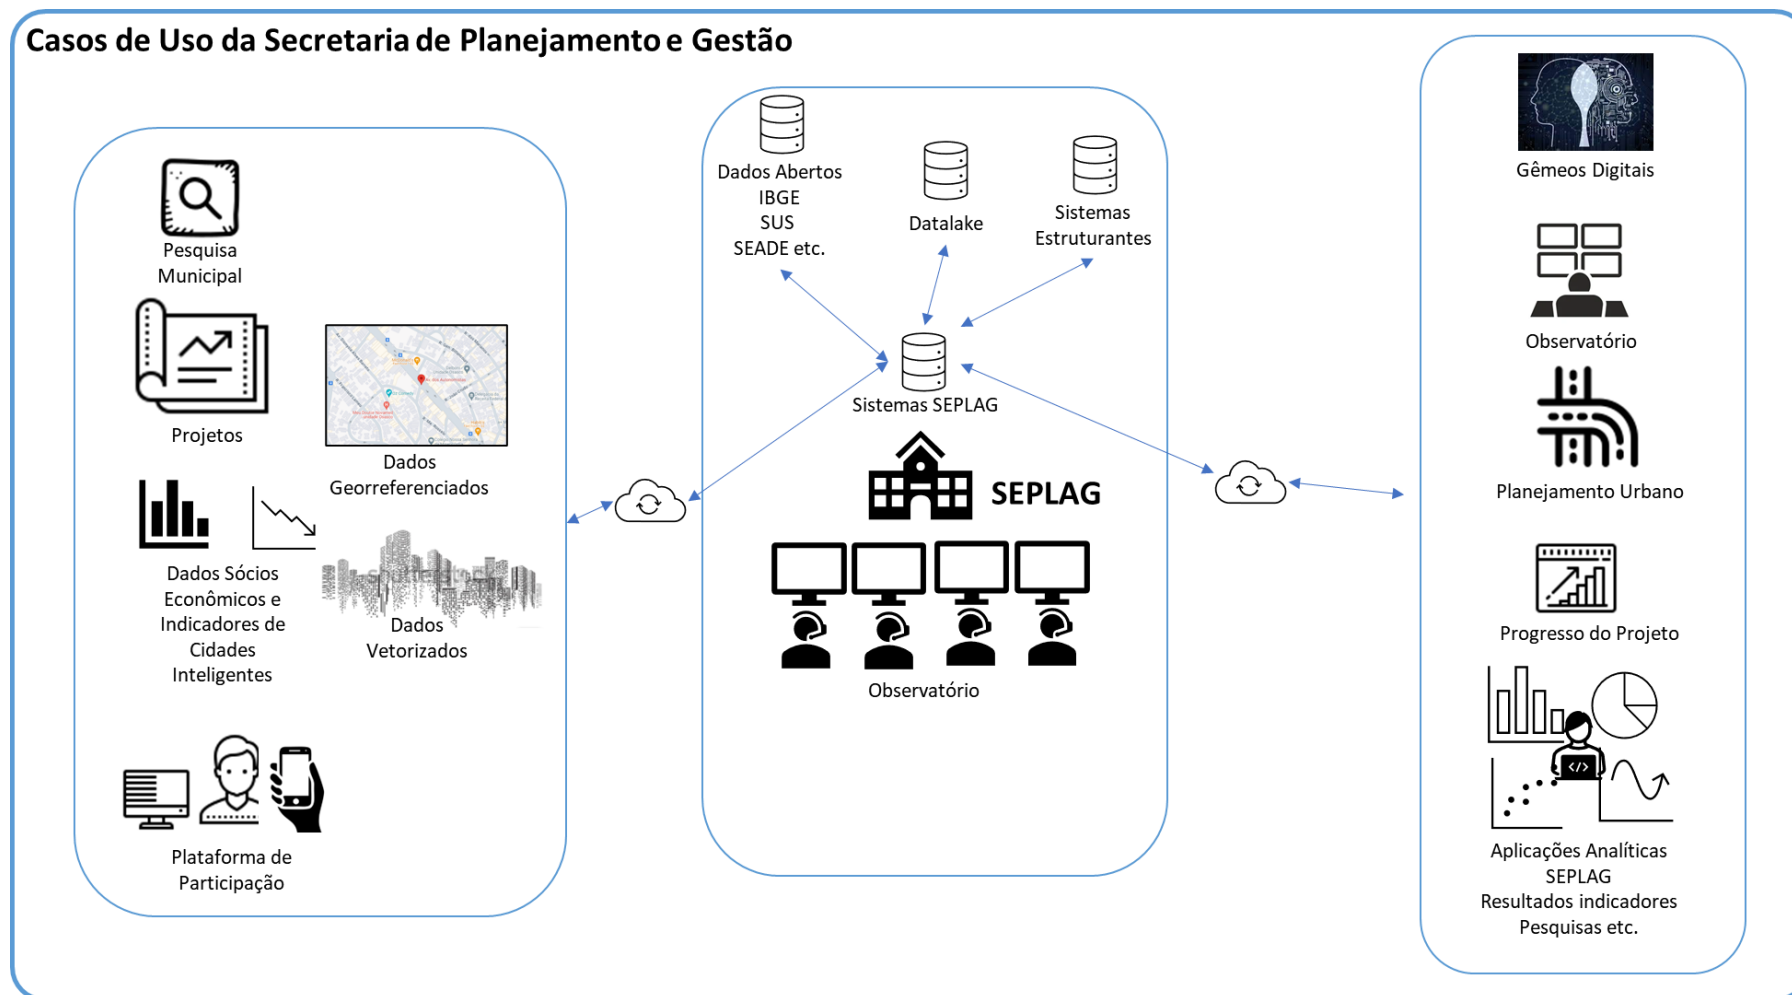 Casos de Uso da Secretaria de Planejamento e Gestão
Pesquisa
Municipal
Projetos
Dados
Georreferenciados
Dados Sócios
Econômicos e
Indicadores de
Cidades
Inteligentes
Dados
Vetorizados
Plataforma de
Participação
Dados Abertos
IBGE
SUS
SEADE etc.
Datalake
Sistemas
Estruturantes
Sistemas SEPLAG
SEPLAG
Observatório
Gêmeos Digitais
Observatório
Planejamento Urbano
Progresso do Projeto
</>
Aplicações Analíticas
SEPLAG
Resultados indicadores
Pesquisas etc.